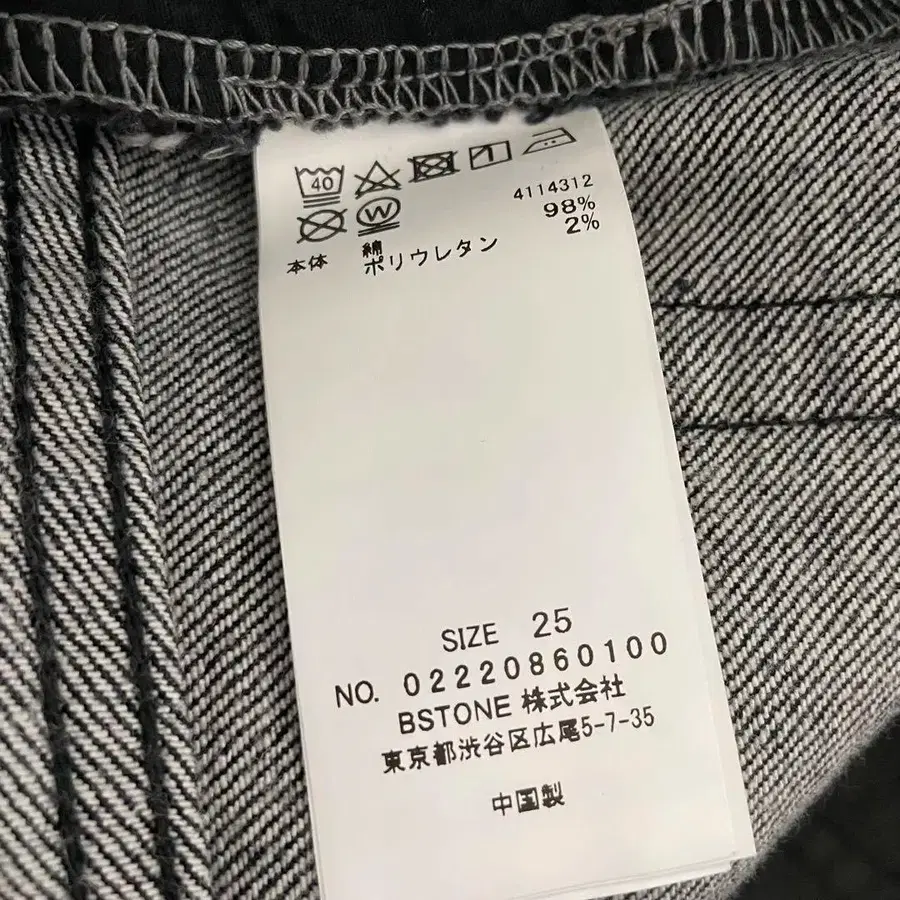 40
W
4114312
本体 綿 98%
ポリウレタン 2%
SIZE 25
NO. 02220860100
BSTONE 株式会社
東京都渋谷区広尾5-7-35
中国製